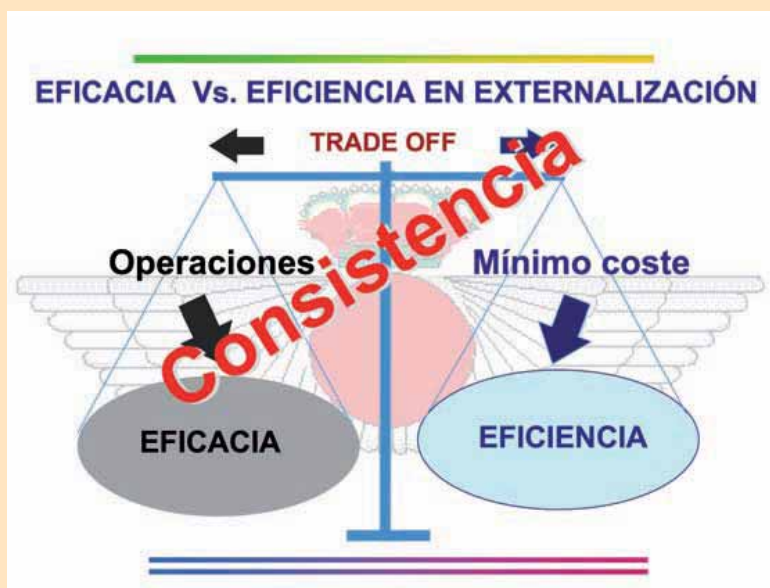 EFICACIA Vs. EFICIENCIA EN EXTERNALIZACIÓN
TRADE OFF
Consistencia
Operaciones
Mínimo coste
EFICACIA
EFICIENCIA